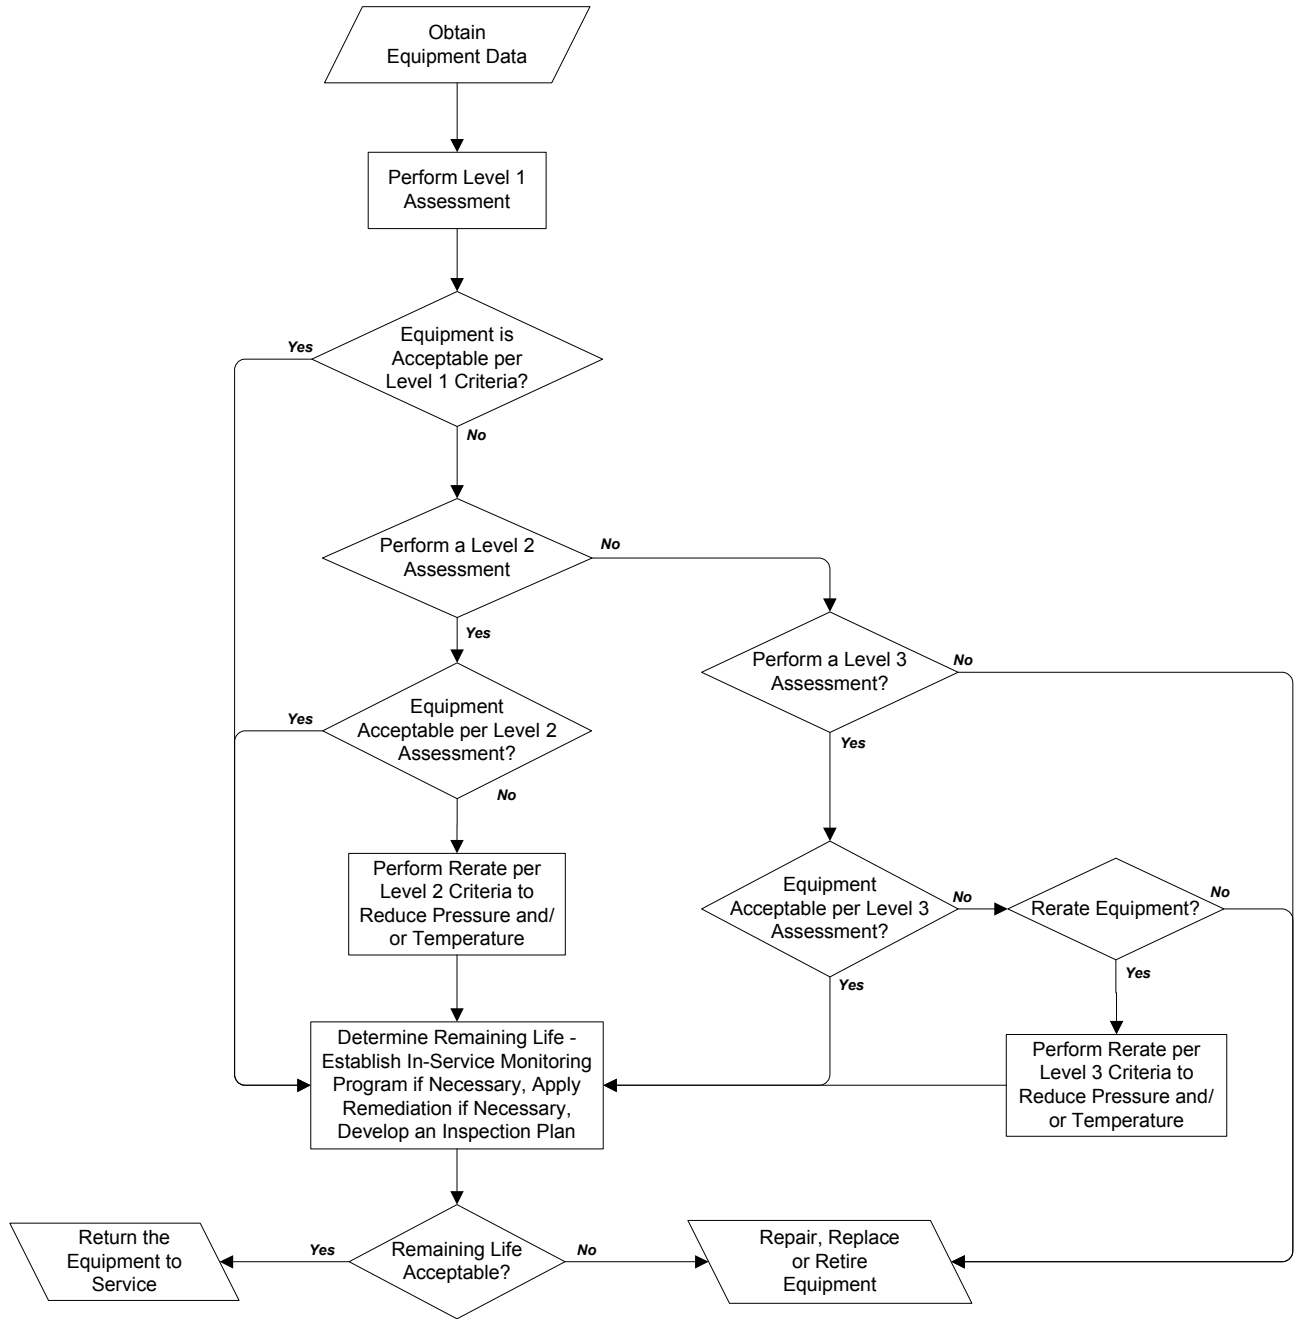 Obtain
Equipment Data
Perform Level 1
Assessment
Equipment is
Acceptable per
Level 1 Criteria?
Yes
No
Perform a Level 2
Assessment
No
Yes
Perform a Level 3
Assessment?
No
Yes
Equipment
Acceptable per Level 2
Assessment?
Yes
No
Perform Rerate per
Level 2 Criteria to
Reduce Pressure and/
or Temperature
Equipment
Acceptable per Level 3
Assessment?
No
Yes
Rerate Equipment?
No
Yes
Perform Rerate per
Level 3 Criteria to
Reduce Pressure and/
or Temperature
Determine Remaining Life -
Establish In-Service Monitoring
Program if Necessary, Apply
Remediation if Necessary,
Develop an Inspection Plan
Remaining Life
Acceptable?
Yes
No
Return the
Equipment to
Service
Repair, Replace
or Retire
Equipment